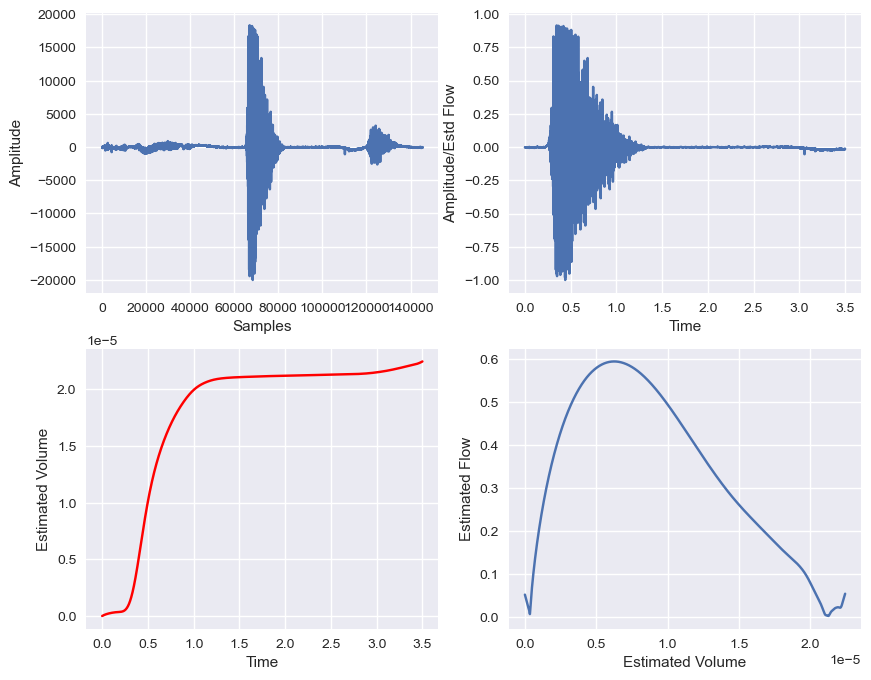 20000
15000
10000
5000
0
−5000
−10000
−15000
−20000
Amplitude
0 20000 40000 60000 80000 100000 120000 140000
Samples
1.00
0.75
0.50
0.25
0.00
−0.25
−0.50
−0.75
−1.00
Amplitude/Estd Flow
0.0 0.5 1.0 1.5 2.0 2.5 3.0 3.5
Time
1e−5
2.0
1.5
1.0
0.5
0.0
Estimated Volume
0.0 0.5 1.0 1.5 2.0 2.5 3.0 3.5
Time
0.6
0.5
0.4
0.3
0.2
0.1
0.0
Estimated Flow
0.0 0.5 1.0 1.5 2.0
1e−5
Estimated Volume